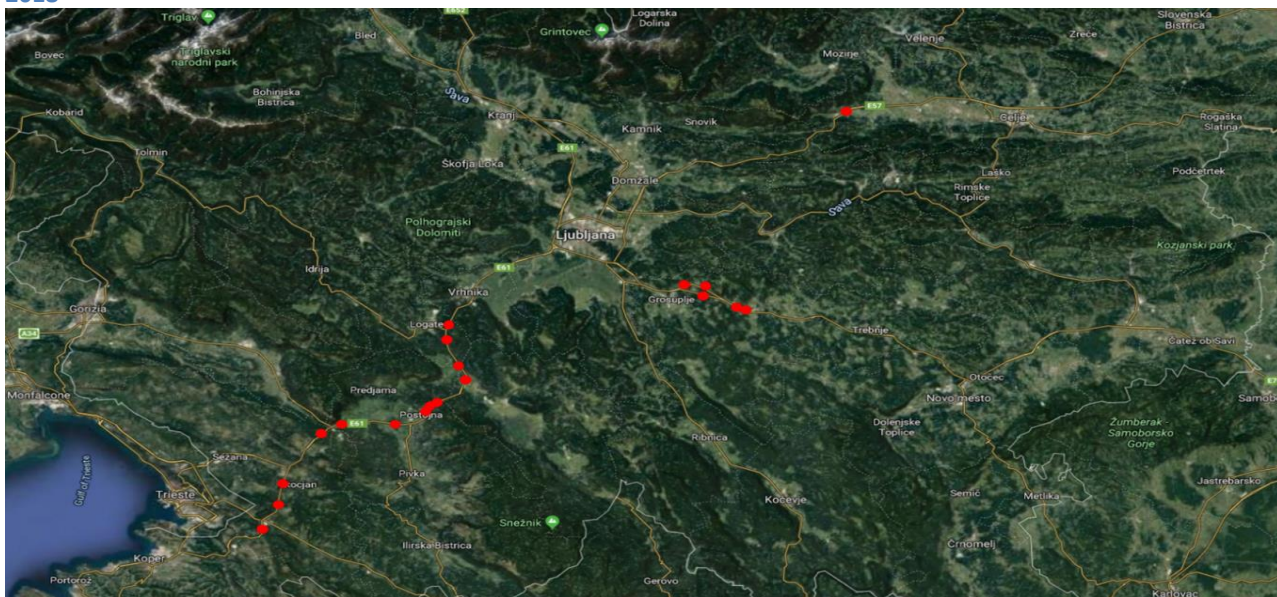 Triglav
E652
Logarska
Dolina
Slovenska
Bistrica
Grintovec
Bled
Velenje
Zreče
Bovec
Triglavski
narodni park
Mozirje
Bohinjska
Bistrica
Sava
E57
Kobarid
Kranj
Kamnik
Snovik
Celje
Rogaška
Slatina
E61
Tolmin
Škofja Loka
Domžale
Laško
Podčetrtek
Rimske
Toplice
Sava
Polhograjski
Dolomiti
Ljubljana
Kozjanski park
Idrija
E61
Vrhnika
Grosuplje
Gorizia
A34
Logatec
Trebnje
Čatež ob Savi
Predjama
Otočec
Monfalcone
Novo mesto
Postojna
E61
Dolenjske
Toplice
Žumberak -
Samoborsko
Gorje
Ribnica
Sežana
Gulf of Trieste
Pivka
Trieste
Kočevje
Semič
Metlika
Jastrebarsko
Snežnik
Ilirska Bistrica
Črnomelj
Koper
Portorož
Gerovo
Karlovac